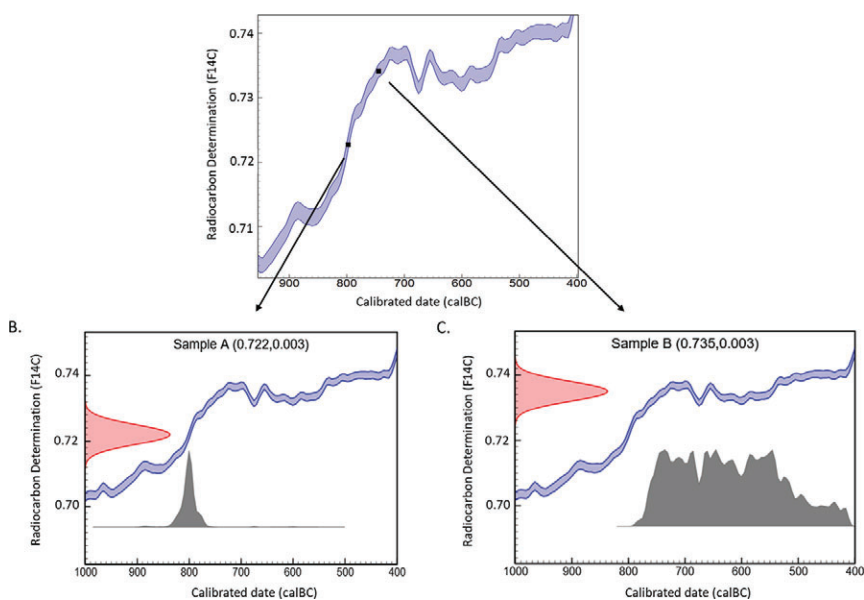 0.74
0.73
0.72
0.71
Radiocarbon Determination (F14C)
900 800 700 600 500 400
Calibrated date (calBC)
B.
Sample A (0.722,0.003)
0.74
0.72
0.70
Radiocarbon Determination (F14C)
1000 900 800 700 600 500 400
Calibrated date (calBC)
C.
Sample B (0.735,0.003)
0.74
0.72
0.70
Radiocarbon Determination (F14C)
1000 900 800 700 600 500 400
Calibrated date (calBC)